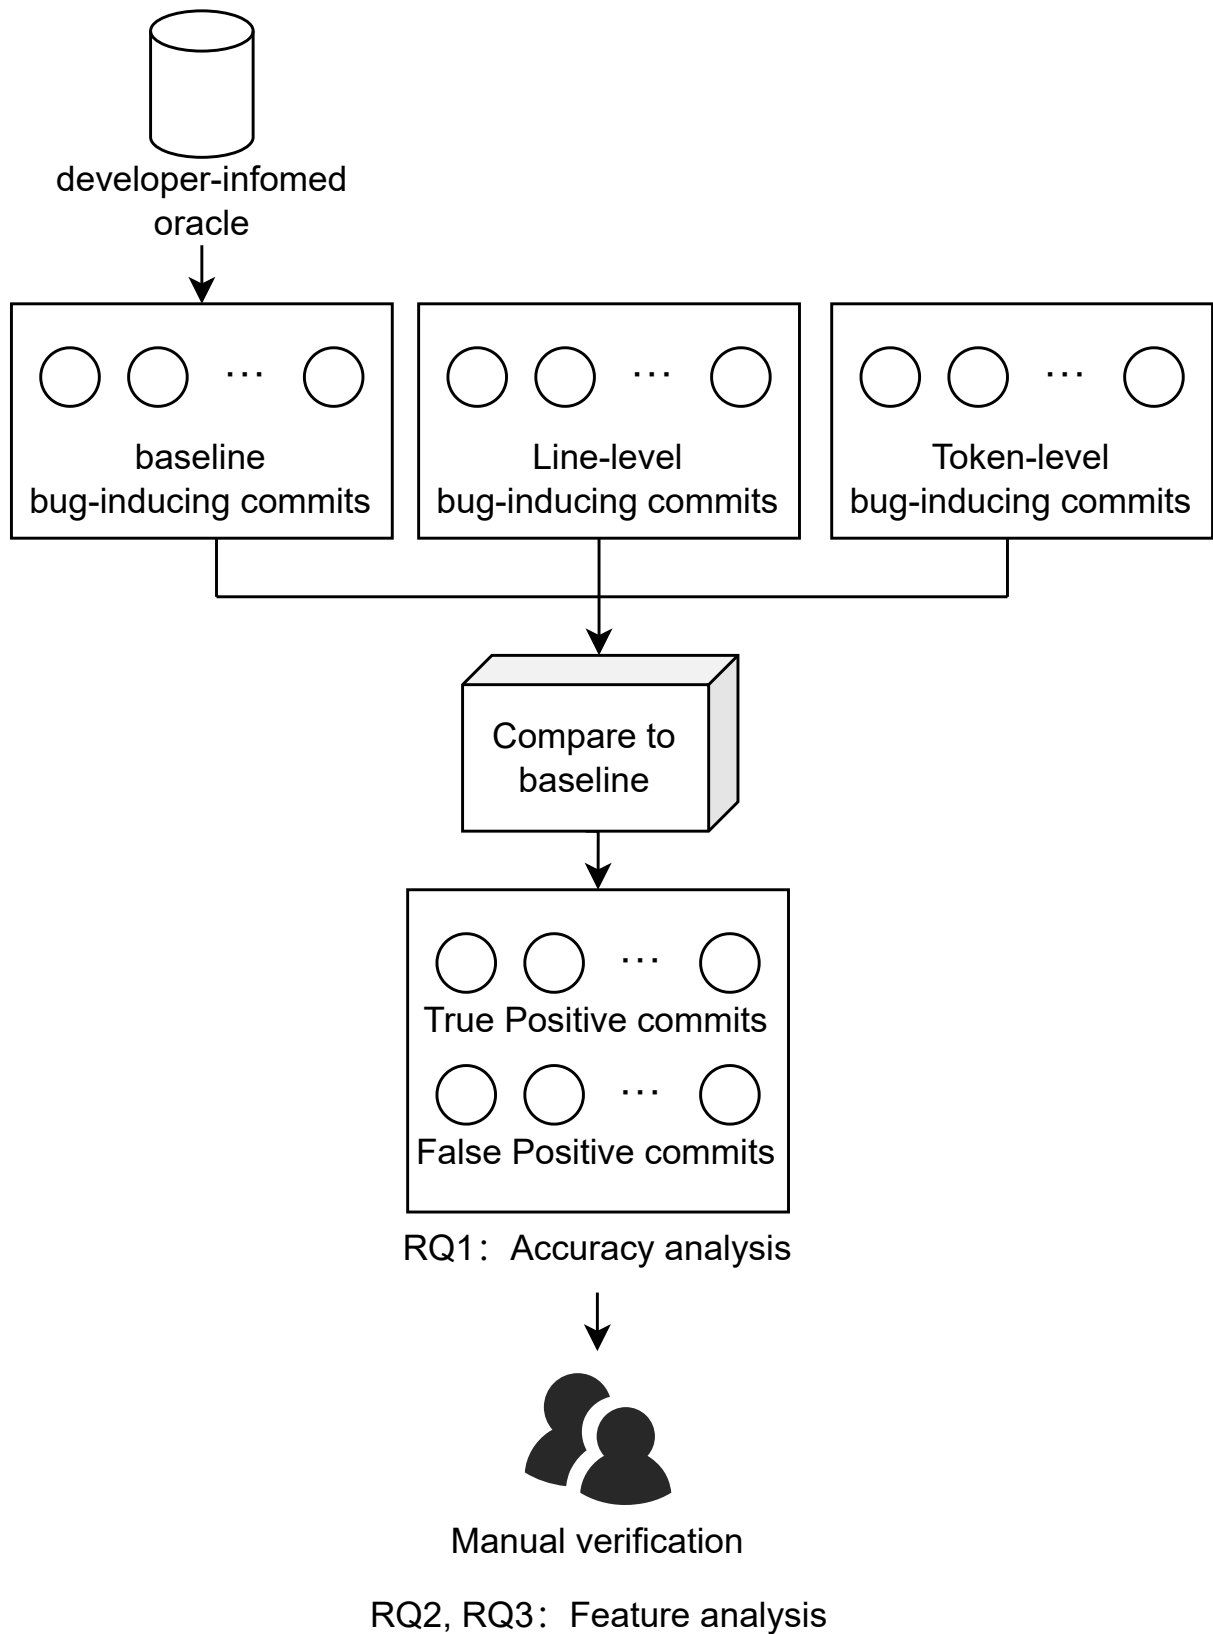 developer-infomed
oracle
...
baseline
bug-inducing commits
...
Line-level
bug-inducing commits
...
Token-level
bug-inducing commits
Compare to
baseline
...
True Positive commits
...
False Positive commits
RQ1：Accuracy analysis
Manual verification
RQ2, RQ3：Feature analysis